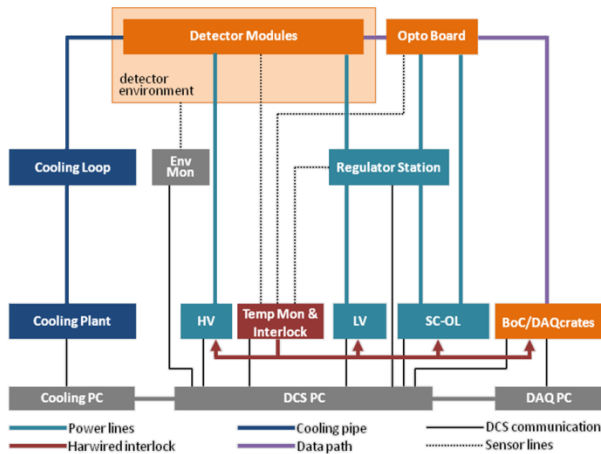 Detector Modules
Opto Board
detector
environment
Cooling Loop
Env
Mon
Regulator Station
Cooling Plant
HV
Temp Mon &
Interlock
LV
SC-OL
BoC/DAQcrates
Cooling PC
DCS PC
DAQ PC
Power lines
Cooling pipe
DCS communication
Harwired interlock
Data path
Sensor lines